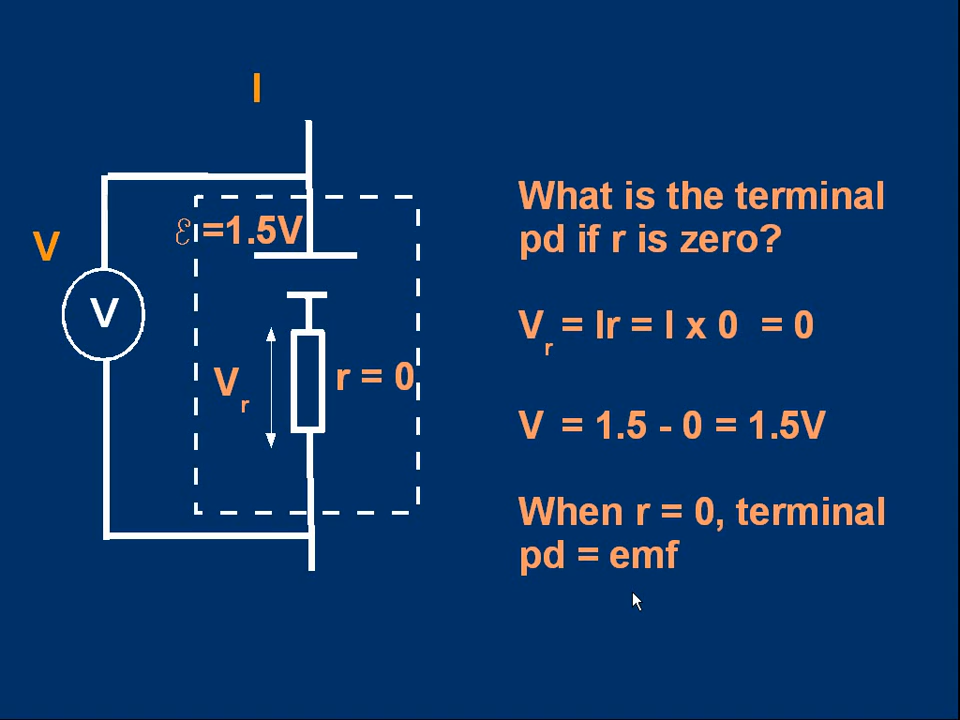 I
V
ℰ =1.5V
V
Vr
r = 0
What is the terminal
pd if r is zero?
Vr = Ir = I x 0 = 0
V = 1.5 - 0 = 1.5V
When r = 0, terminal
pd = emf